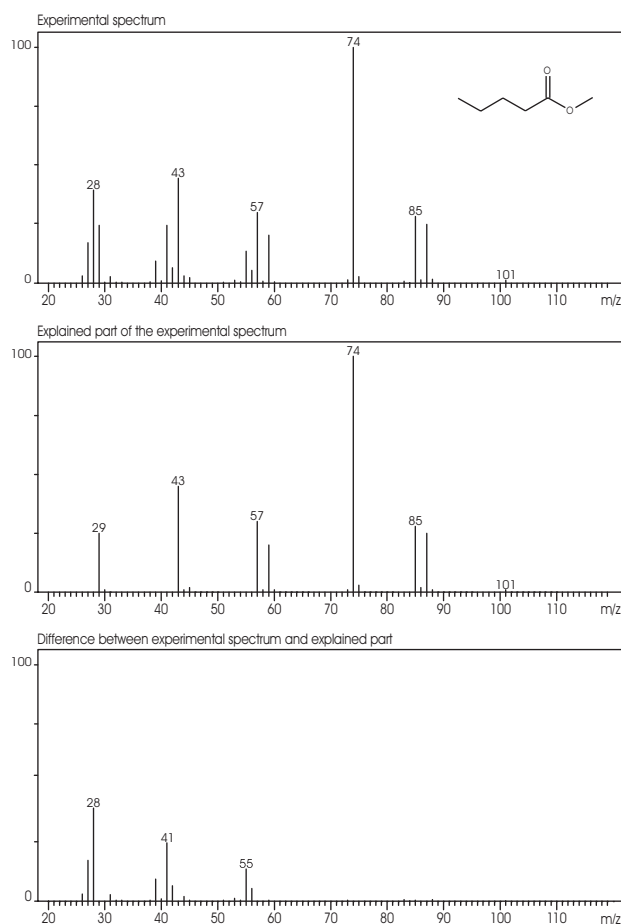 Experimental spectrum
100
74
O
O
28
43
57
85
101
0
20 30 40 50 60 70 80 90 100 110 m/z
Explained part of the experimental spectrum
100
74
29
43
57
85
101
0
20 30 40 50 60 70 80 90 100 110 m/z
Difference between experimental spectrum and explained part
100
28
41
55
0
20 30 40 50 60 70 80 90 100 110 m/z